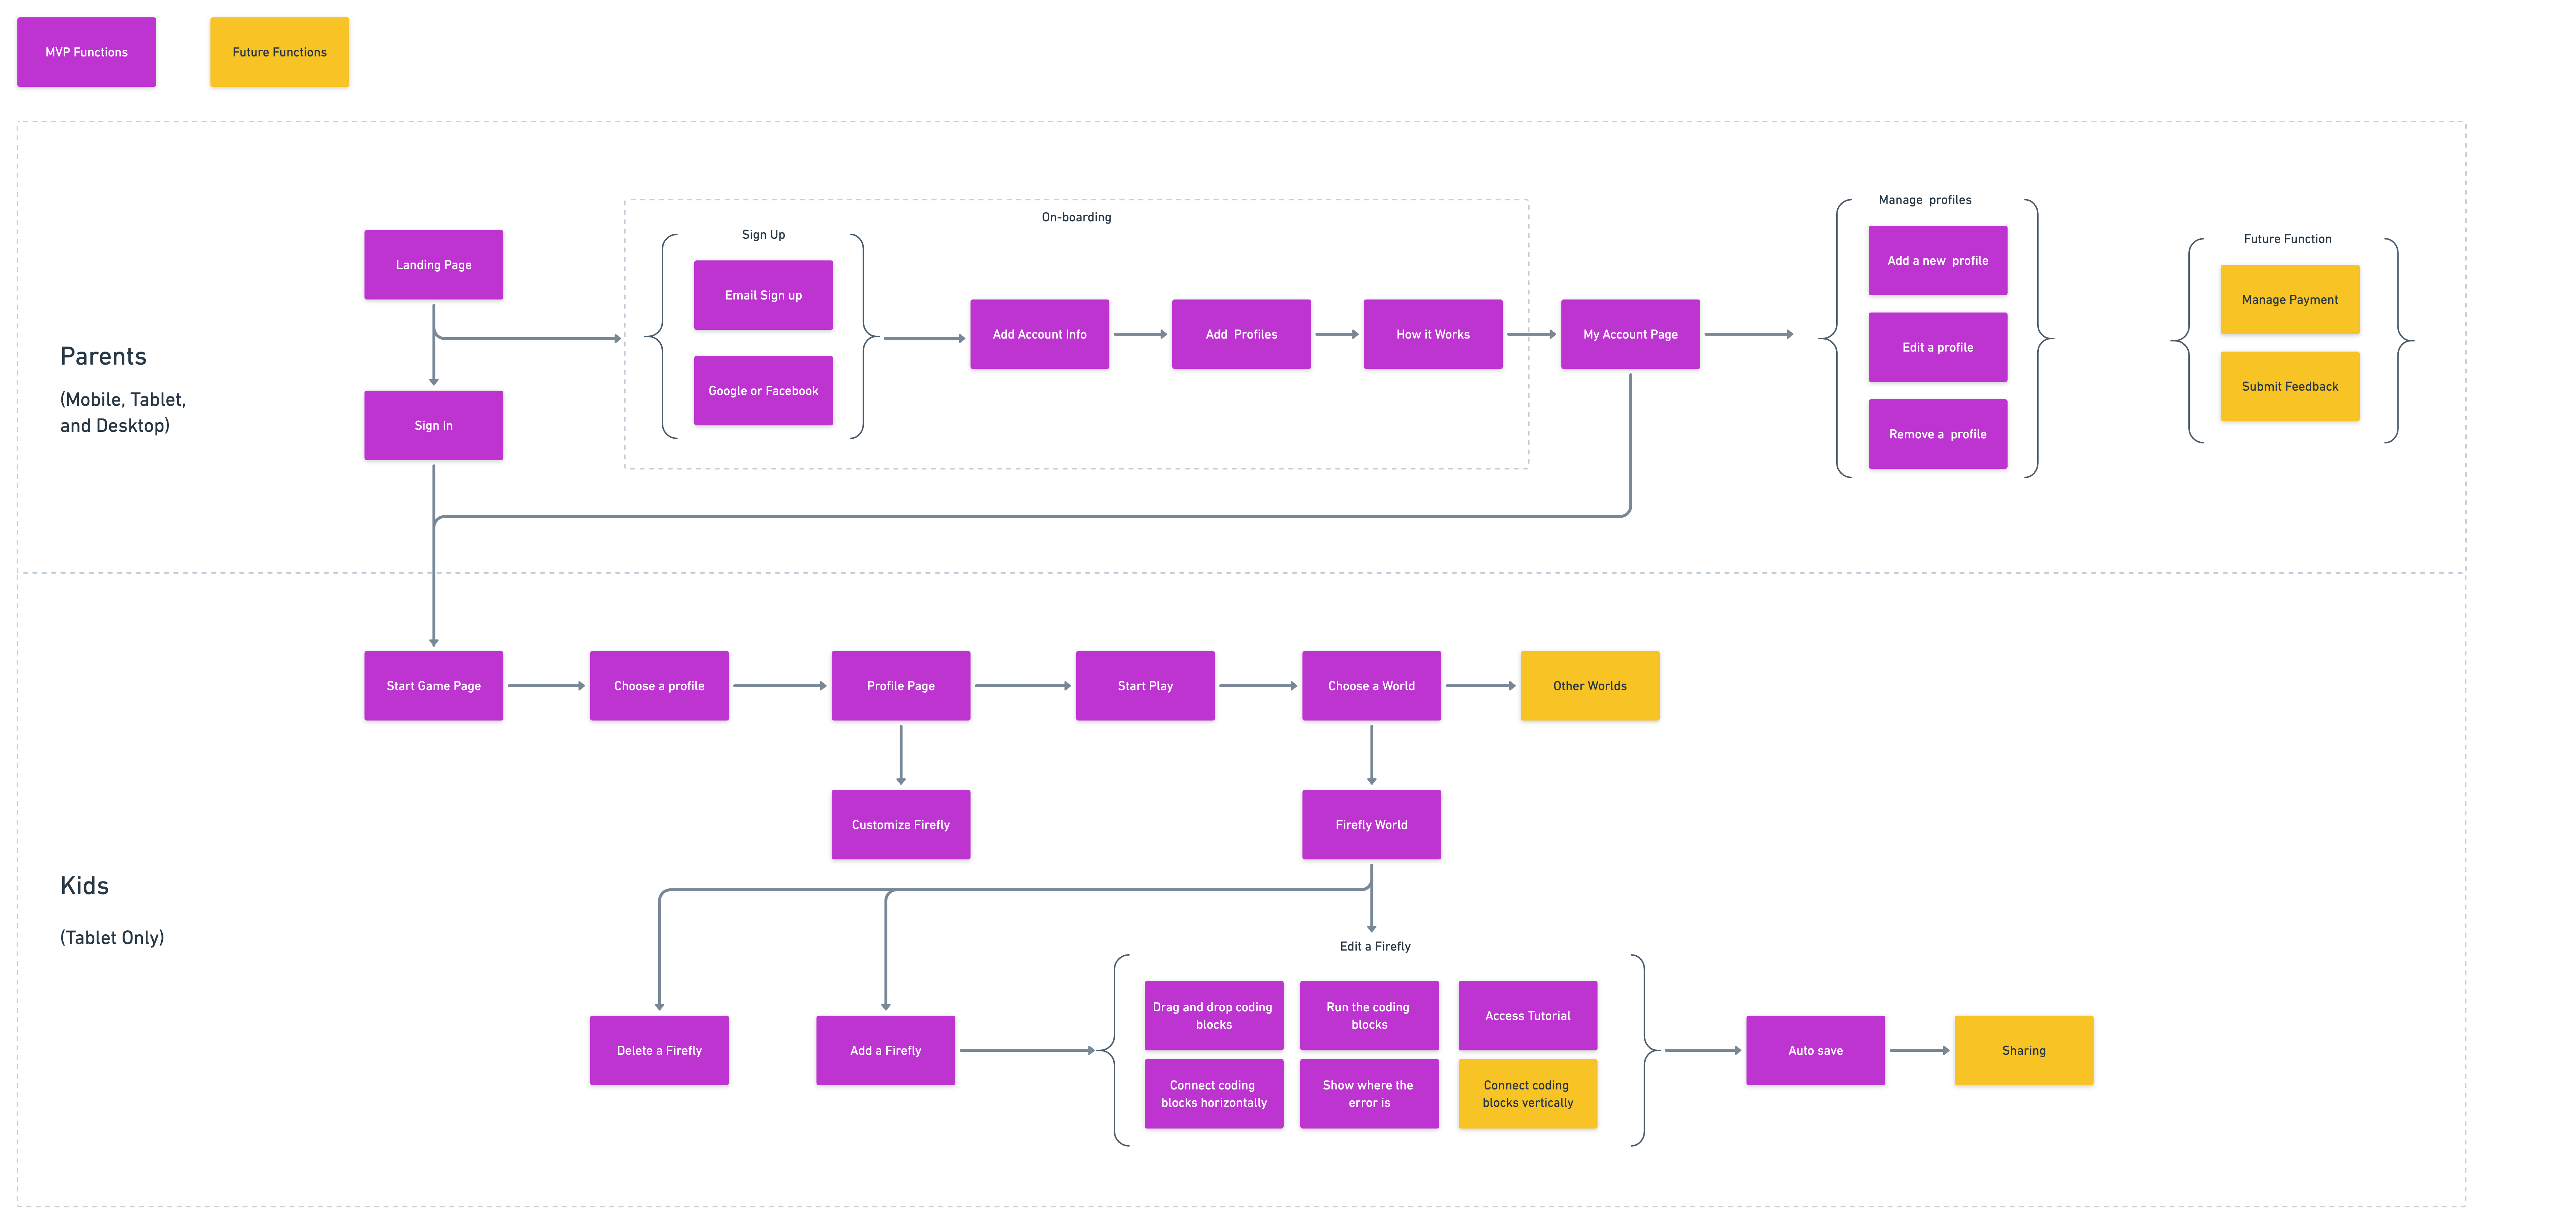 MVP Functions
Future Functions
Parents
(Mobile, Tablet,
and Desktop)
Landing Page
Sign In
On-boarding
Sign Up
Email Sign up
Google or Facebook
Add Account Info
Add Profiles
How it Works
My Account Page
Manage profiles
Add a new profile
Edit a profile
Remove a profile
Future Function
Manage Payment
Submit Feedback
Kids
(Tablet Only)
Start Game Page
Choose a profile
Profile Page
Start Play
Choose a World
Other Worlds
Customize Firefly
Firefly World
Delete a Firefly
Add a Firefly
Edit a Firefly
Drag and drop coding
blocks
Run the coding
blocks
Access Tutorial
Connect coding
blocks horizontally
Show where the
error is
Connect coding
blocks vertically
Auto save
Sharing